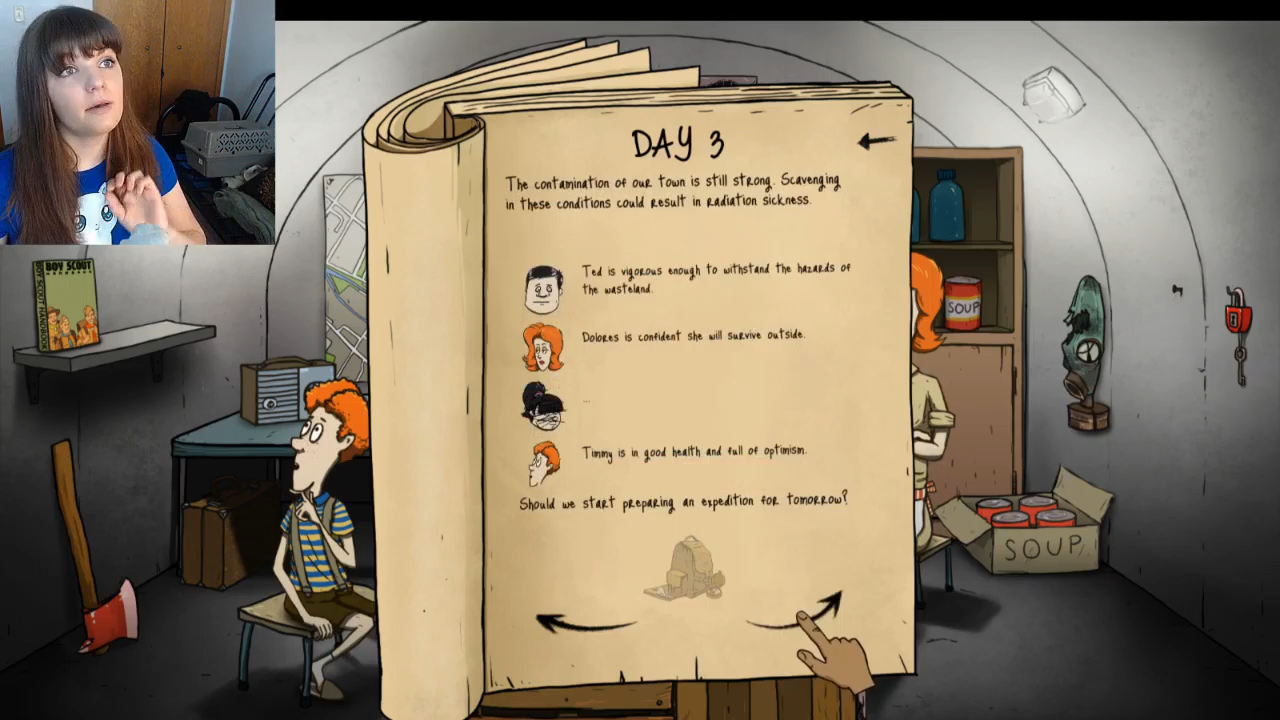 DAY 3
The contamination of our town is still strong. Scavenging
in these conditions could result in radiation sickness.
Ted is vigorous enough to withstand the hazards of
the wasteland.
Dolores is confident she will survive outside.
...
Timmy is in good health and full of optimism.
Should we start preparing an expedition for tomorrow?
BOY SCOUT
BOY SCOUT HANDBOOK
SOUP
SOUP